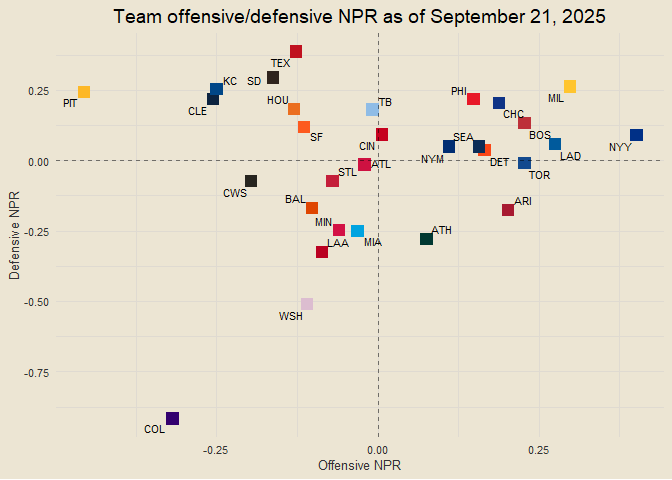 Team offensive/defensive NPR as of September 21, 2025
TEX
KC
SD
PIT
CLE
HOU
TB
PHI
MIL
CHC
SF
CIN
SEA
BOS
NYY
NYM
DET
LAD
ATL
STL
TOR
CWS
BAL
ARI
MIN
LAA
MIA
ATH
WSH
COL
0.25
0.00
-0.25
-0.50
-0.75
Defensive NPR
-0.25
0.00
0.25
Offensive NPR